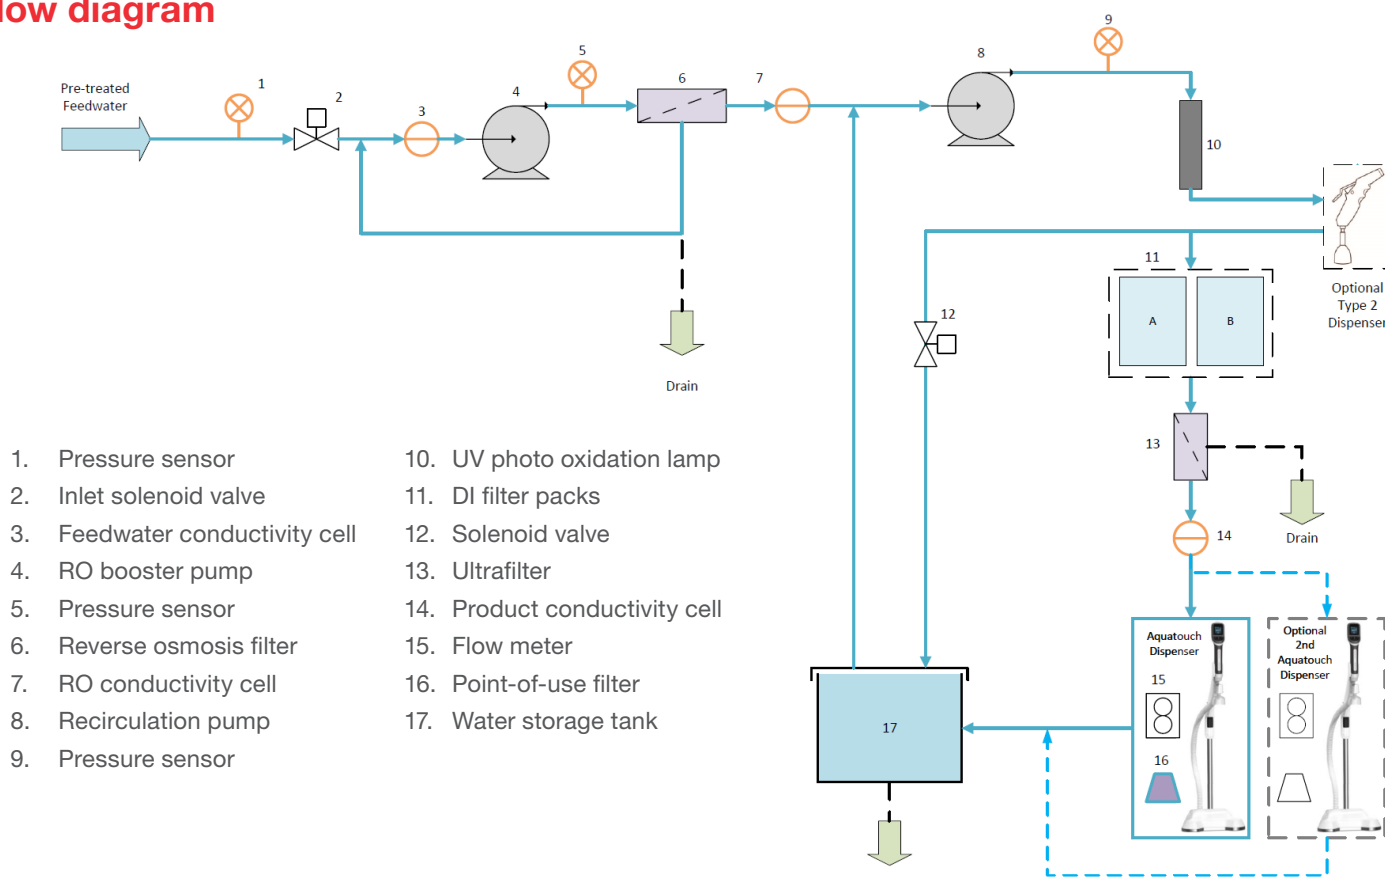 low diagram
9
5
8
Pre-treated
Feedwater
1
2
3
4
6
7
10
11
A
B
Optional
Type 2
Dispenser
12
Drain
13
14
Drain
1. Pressure sensor
2. Inlet solenoid valve
3. Feedwater conductivity cell
4. RO booster pump
5. Pressure sensor
6. Reverse osmosis filter
7. RO conductivity cell
8. Recirculation pump
9. Pressure sensor
10. UV photo oxidation lamp
11. DI filter packs
12. Solenoid valve
13. Ultrafilter
14. Product conductivity cell
15. Flow meter
16. Point-of-use filter
17. Water storage tank
17
Aquatouch
Dispenser
15
16
Optional
2nd
Aquatouch
Dispenser